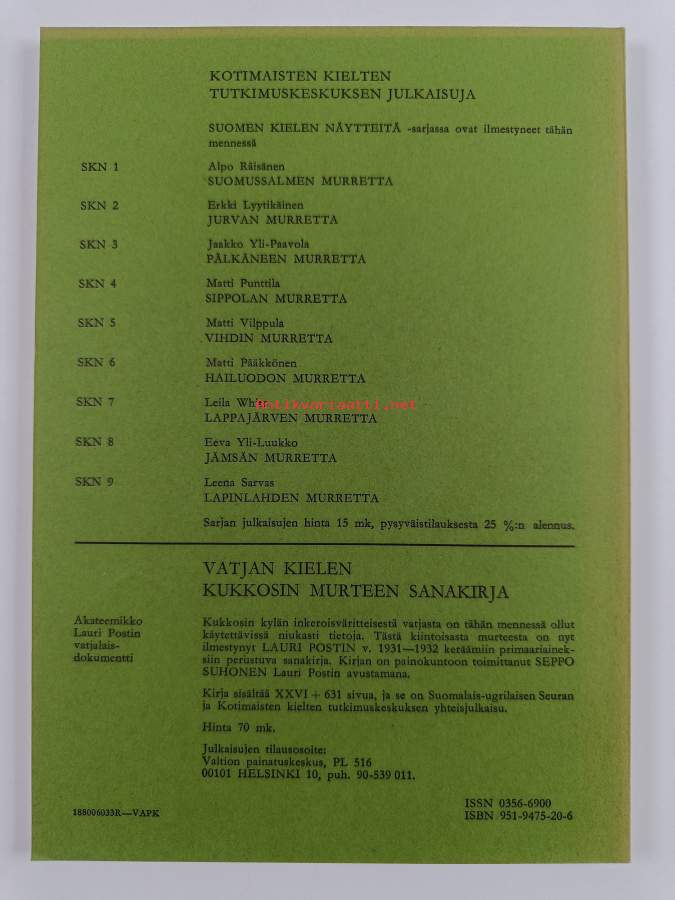 KOTIMAISTEN KIELTEN
TUTKIMUSKESKUKSEN JULKAISUJA
SUOMEN KIELEN NÄYTTEITÄ -sarjassa ovat ilmestyneet tähän
mennessä
SKN 1 Alpo Räisänen
SUOMUSSALMEN MURRETTA
SKN 2 Erkki Lyytikäinen
JURVAN MURRETTA
SKN 3 Jaakko Yli-Paavola
PÄLKÄNEEN MURRETTA
SKN 4 Matti Punttila
SIPPOLAN MURRETTA
SKN 5 Matti Vilppula
VIHDIN MURRETTA
SKN 6 Matti Pääkkönen
HAILUODON MURRETTA
SKN 7 Leila
Antikvariaatti.net
LAPPAJÄRVEN MURRETTA
SKN 8 Eeva Yli-Luukko
JÄMSÄN MURRETTA
SKN 9 Leena Sarvas
LAPINLAHDEN MURRETTA
Sarjan julkaisujen hinta 15 mk, pysyväistilauksesta 25 %:n alennus.
VATJAN KIELEN
KUKKOSIN MURTEEN SANAKIRJA
Akateemikko
Lauri Postin
vatjalais-
dokumentti
Kukkosin kylän inkeroisväritteisestä vatjasta on tähän mennessä ollut
käytettävissä niukasti tietoja. Tästä kiintoisasta murteesta on nyt
ilmestynyt LAURI POSTIN v. 1931—1932 keräämiin primaariainek-
siin perustuva sanakirja. Kirjan on painokuntoon toimittanut SEPPO
SUHONEN Lauri Postin avustamana.
Kirja sisältää XXVI + 631 sivua, ja se on Suomalais-ugrilaisen Seuran
ja Kotimaisten kielten tutkimuskeskuksen yhteisjulkaisu.
Hinta 70 mk.
Julkaisujen tilausosoite:
Valtion painatuskeskus, PL 516
00101 HELSINKI 10, puh. 90-539 011.
188006033R—VAPK
ISSN 0356-6900
ISBN 951-9475-20-6